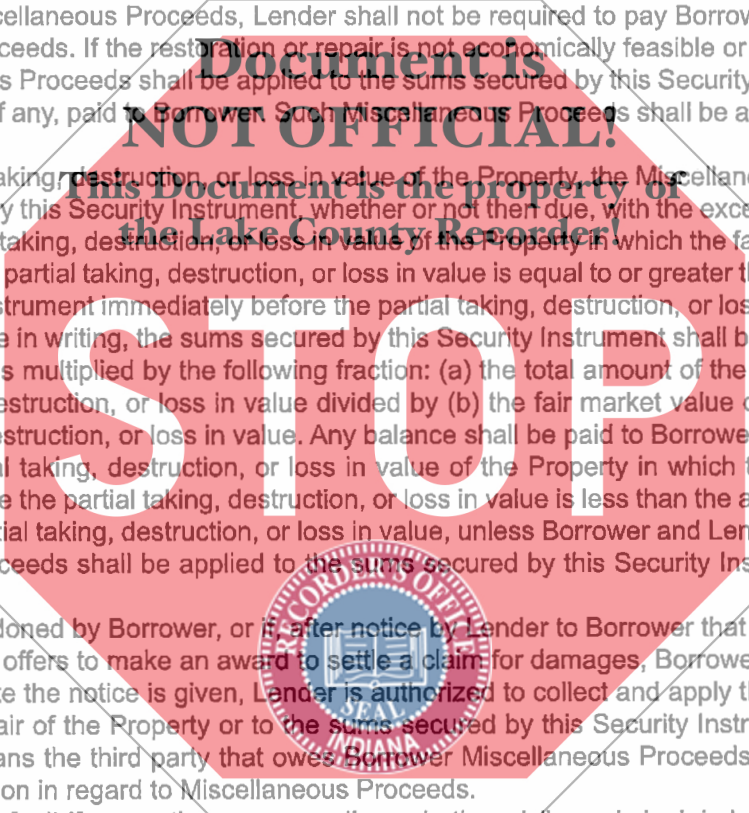 cellaneous Proceeds, Lender shall not be required to pay Borrow
ceeds. If the restoration or repair is not economically feasible or
Document is
s Proceeds shall be applied to the sums secured by this Security
f any, paid to Borrower. Such Miscellaneous Proceeds shall be a
NOT OFFICIAL!
aking, destruction, or loss in value of the Property, the Miscellane
This Document is the property of
y this Security Instrument, whether or not then due, with the exce
the Lake County Recorder!
taking, destruction, or loss in value of the Property in which the fa
partial taking, destruction, or loss in value is equal to or greater t
strument immediately before the partial taking, destruction, or los
e in writing, the sums secured by this Security Instrument shall b
STOP
s multiplied by the following fraction: (a) the total amount of the
estruction, or loss in value divided by (b) the fair market value o
estruction, or loss in value. Any balance shall be paid to Borrowe
l taking, destruction, or loss in value of the Property in which t
e the partial taking, destruction, or loss in value is less than the a
tial taking, destruction, or loss in value, unless Borrower and Len
ceeds shall be applied to the sums secured by this Security Ins
RECORDER'S OFFICE
doned by Borrower, or if, after notice by Lender to Borrower that
offers to make an award to settle a claim for damages, Borrowe
te the notice is given, Lender is authorized to collect and apply t
SEAL
air of the Property or to the sums secured by this Security Instr
INDIANA
ans the third party that owes Borrower Miscellaneous Proceeds
on in regard to Miscellaneous Proceeds.